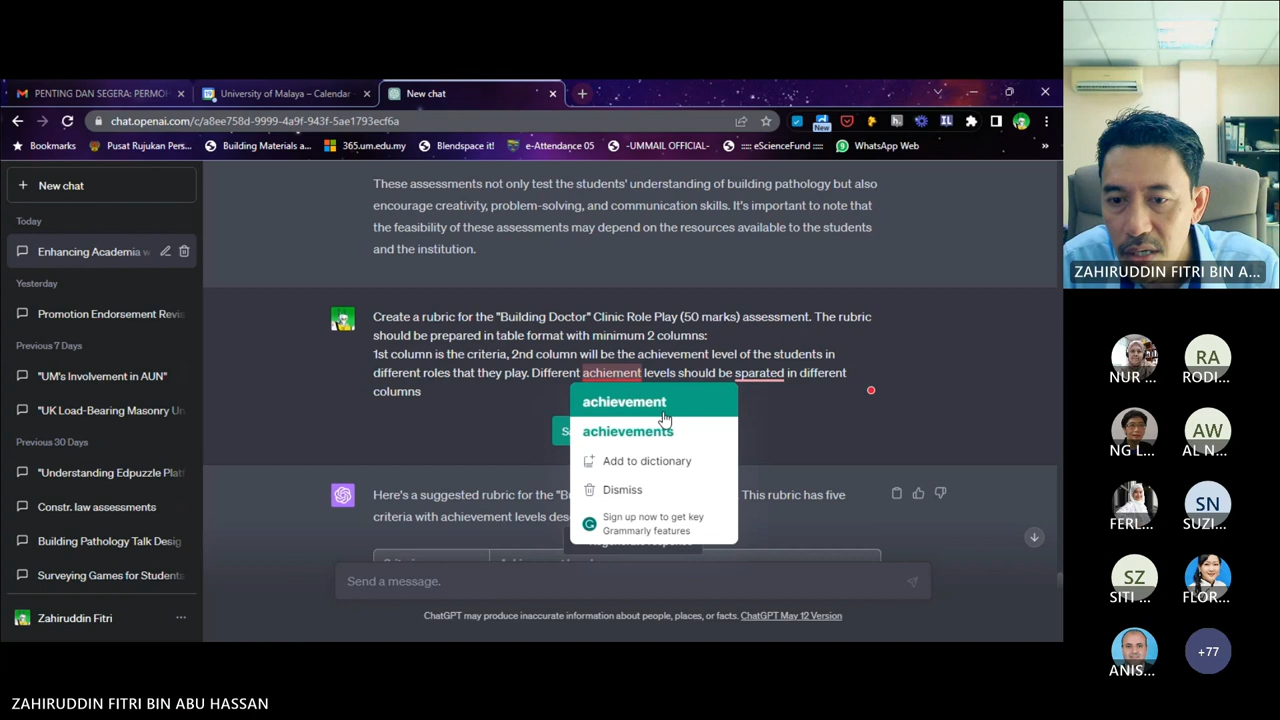 PENTING DAN SEGERA: PERMO
University of Malaya – Calendar
New chat
chat.openai.com/c/a8ee758d-9999-4a9f-943f-5ae1793ecf6a
New
IL
Bookmarks
Pusat Rujukan Pers...
Building Materials a...
365.um.edu.my
Blendspace it!
e-Attendance 05
-UMMAIL OFFICIAL-
::::: eScienceFund :::::
WhatsApp Web
New chat
Today
Enhancing Academia w
Yesterday
Promotion Endorsement Revi
Previous 7 Days
"UM's Involvement in AUN"
"UK Load-Bearing Masonry Un
Previous 30 Days
"Understanding Edpuzzle Platf
Constr. law assessments
Building Pathology Talk Desig
Surveying Games for Students
Zahiruddin Fitri
These assessments not only test the students' understanding of building pathology but also
encourage creativity, problem-solving, and communication skills. It's important to note that
the feasibility of these assessments may depend on the resources available to the students
and the institution.
Create a rubric for the "Building Doctor" Clinic Role Play (50 marks) assessment. The rubric
should be prepared in table format with minimum 2 columns:
1st column is the criteria, 2nd column will be the achievement level of the students in
different roles that they play. Different achiement levels should be sparated in different
columns
achievement
achievements
Add to dictionary
Dismiss
Sign up now to get key
Grammarly features
Here's a suggested rubric for the "B
This rubric has five
criteria with achievement levels des
Send a message.
ChatGPT may produce inaccurate information about people, places, or facts. ChatGPT May 12 Version
ZAHIRUDDIN FITRI BIN A...
NUR ...
RA
RODI...
NG L...
AW
AL N...
FERL...
SN
SUZI...
SZ
SITI ...
FLOR...
ANIS...
+77
ZAHIRUDDIN FITRI BIN ABU HASSAN